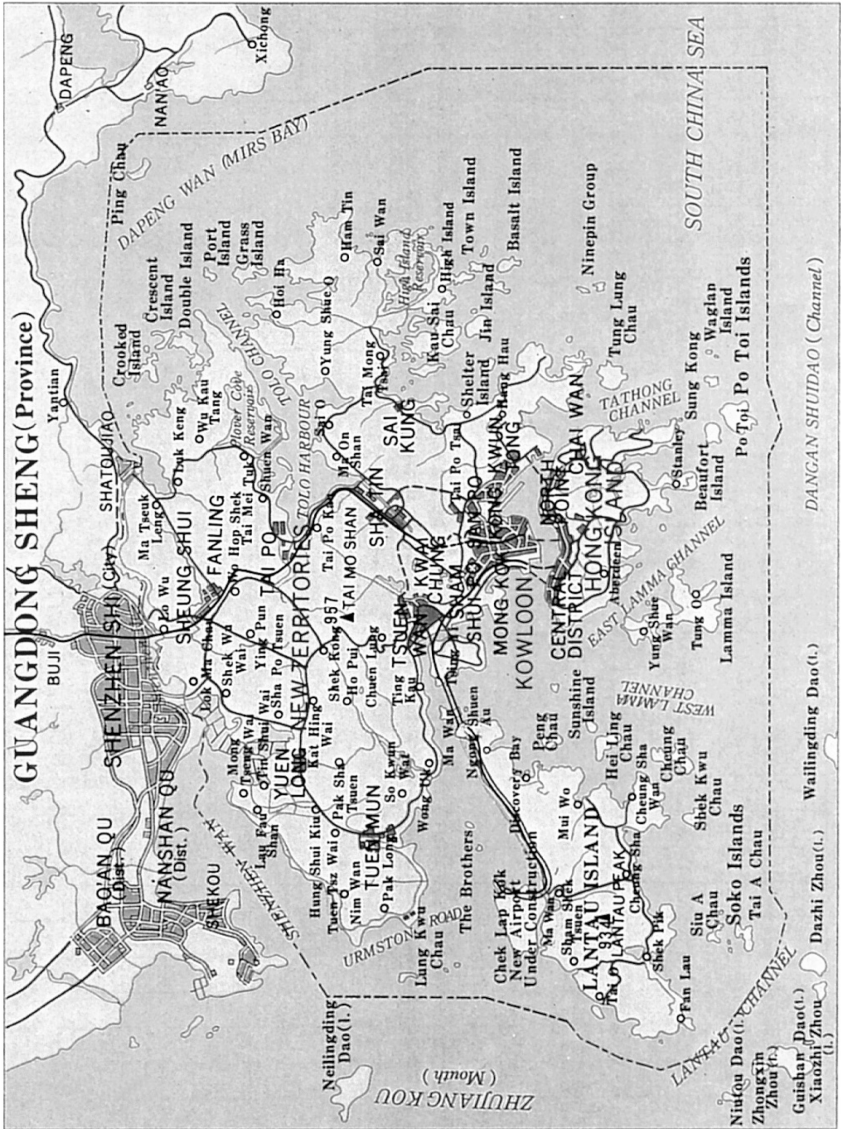 GUANGDONG SHENG (Province)
DAPENG
NAN'AO
Xichong
BUJI
Yantian
SHATOUJIAO
SHENZHEN SHI (City)
BAO'AN QU
(Dist.)
NANSHAN QU
(Dist.)
SHEKOU
SHENZHEN WAN
DAPENG WAN (MIRS BAY)
Ping Chau
Crooked
Island
Crescent
Island
Double Island
Port
Island
Grass
Island
Ma Tseuk
Leng
Luk Keng
Wu Kau
Tang
Plover Cove
Reservoir
TOLO CHANNEL
TOLO HARBOUR
Lo Wu
SHEUNG SHUI
FANLING
Wo Hop Shek
Tai Mei Tuk
Shuen Wan
Hoi Ha
Ham Tin
Sai Wan
Lok Ma Chau
Shek Wu
Wai
Ying Pun
TAI PO
Tai Po Kau
Sai O
Yung Shue O
Ma On
Shan
Tai Mong
Tsai
High Island
Reservoir
High Island
Mong
Tseng Wai
Tin Shui Wai
Sha Po Tsuen
NEW TERRITORIES
Lau Fau
Shan
YUEN
LONG
Kat Hing
Wai
Shek Kong
957
TAI MO SHAN
Ho Pui
Chuen Lung
SHA TIN
SAI
KUNG
Kau Sai
Chau
Jin Island
Town Island
Basalt Island
Hung Shui Kiu
Tuen Tsz Wai
Pak Sha
Tsuen
Nim Wan
TUEN MUN
Pak Long
So Kwun
Wat
Wong Uk
Ting
Kau
TSUEN
WAN
KWAI
CHUNG
Tsing Yi
SHAM
SHUI PO
SAN PO
KONG
KWUN
TONG
Tai Po Tsai
Shelter
Island
Hang Hau
Ninepin Group
URMSTON ROAD
Lung Kwu
Chau
The Brothers
Ma Wan
Ngong Shuen
Au
MONG KOK
KOWLOON
CENTRAL
DISTRICT
NORTH
POINT
CHAI WAN
HONG KONG
ISLAND
Aberdeen
Stanley
Tung Lung
Chau
TATHONG
CHANNEL
Neilingding
Dao(I.)
ZHUJIANG KOU
(Mouth)
Chek Lap Kok
New Airport
Under Construction
Discovery Bay
Peng
Chau
Sunshine
Island
Ma Wan
Sham Shek
Tsuen
Mui Wo
Hei Ling
Chau
LANTAU ISLAND
934
LANTAU PEAK
Tai O
Cheung Sha
Cheung Sha
Wan
Cheung
Chau
Shek Pik
Fan Lau
Shek Kwu
Chau
Siu A
Chau
Soko Islands
Tai A Chau
WEST LAMMA
CHANNEL
EAST LAMMA CHANNEL
Yung Shue
Wan
Tung O
Lamma Island
Beaufort
Island
Sung Kong
Waglan
Island
Po Toi
Po Toi Islands
SOUTH CHINA SEA
LANTAU CHANNEL
Niutou Dao(I.)
Zhongxin
Zhou(I.)
Guishan Dao(I.)
Xiaozhi Zhou
(I.)
Dazhi Zhou(I.)
Wailingding Dao(I.)
DANGAN SHUIDAO (Channel)